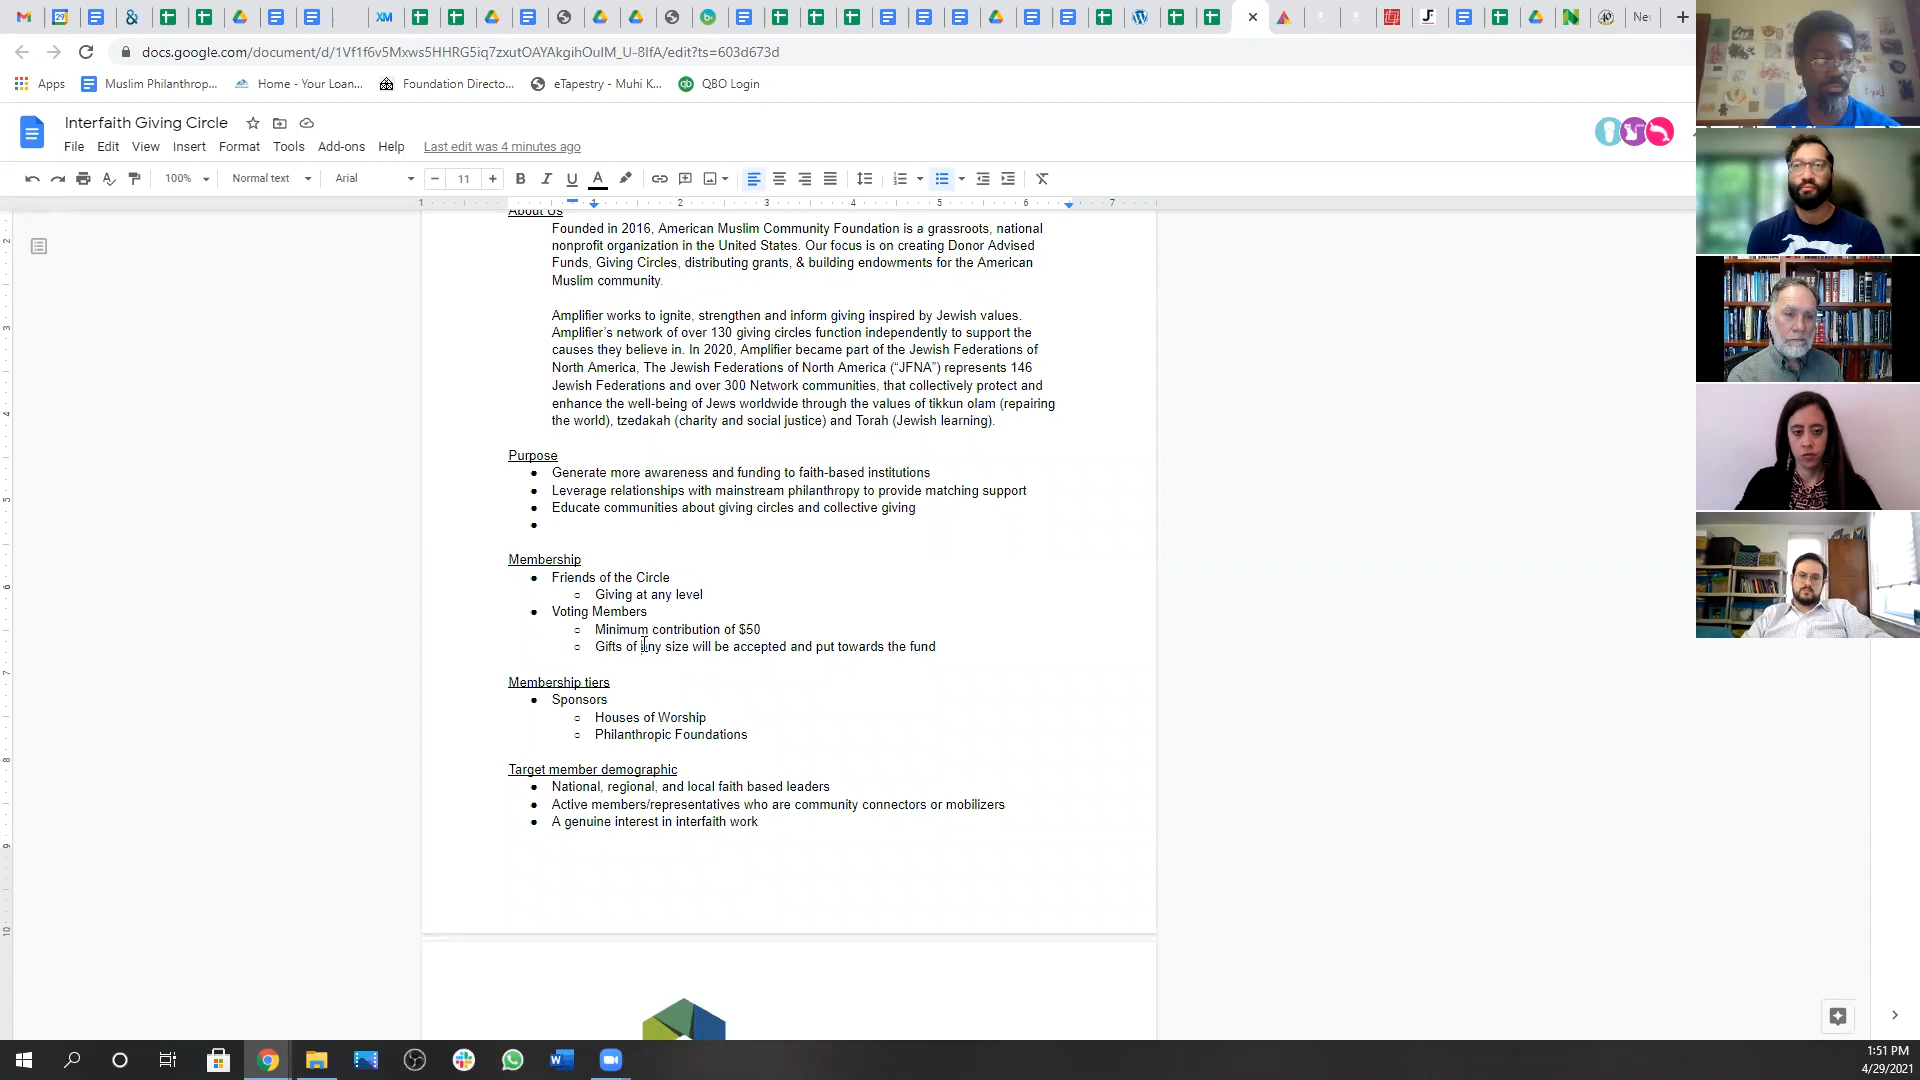 New
docs.google.com/document/d/1Vf1f6v5Mxws5HHRG5iq7zxutOAYAkgihOuIM_U-8IfA/edit?ts=603d673d
Apps Muslim Philanthrop... Home - Your Loan... Foundation Directo... eTapestry - Muhi K... QBO Login
Interfaith Giving Circle
File Edit View Insert Format Tools Add-ons Help Last edit was 4 minutes ago
100% Normal text Arial 11
About Us
Founded in 2016, American Muslim Community Foundation is a grassroots, national
nonprofit organization in the United States. Our focus is on creating Donor Advised
Funds, Giving Circles, distributing grants, & building endowments for the American
Muslim community.
Amplifier works to ignite, strengthen and inform giving inspired by Jewish values.
Amplifier's network of over 130 giving circles function independently to support the
causes they believe in. In 2020, Amplifier became part of the Jewish Federations of
North America, The Jewish Federations of North America ("JFNA") represents 146
Jewish Federations and over 300 Network communities, that collectively protect and
enhance the well-being of Jews worldwide through the values of tikkun olam (repairing
the world), tzedakah (charity and social justice) and Torah (Jewish learning).
Purpose
Generate more awareness and funding to faith-based institutions
Leverage relationships with mainstream philanthropy to provide matching support
Educate communities about giving circles and collective giving
Membership
Friends of the Circle
Giving at any level
Voting Members
Minimum contribution of $50
Gifts of any size will be accepted and put towards the fund
Membership tiers
Sponsors
Houses of Worship
Philanthropic Foundations
Target member demographic
National, regional, and local faith based leaders
Active members/representatives who are community connectors or mobilizers
A genuine interest in interfaith work
1:51 PM
4/29/2021